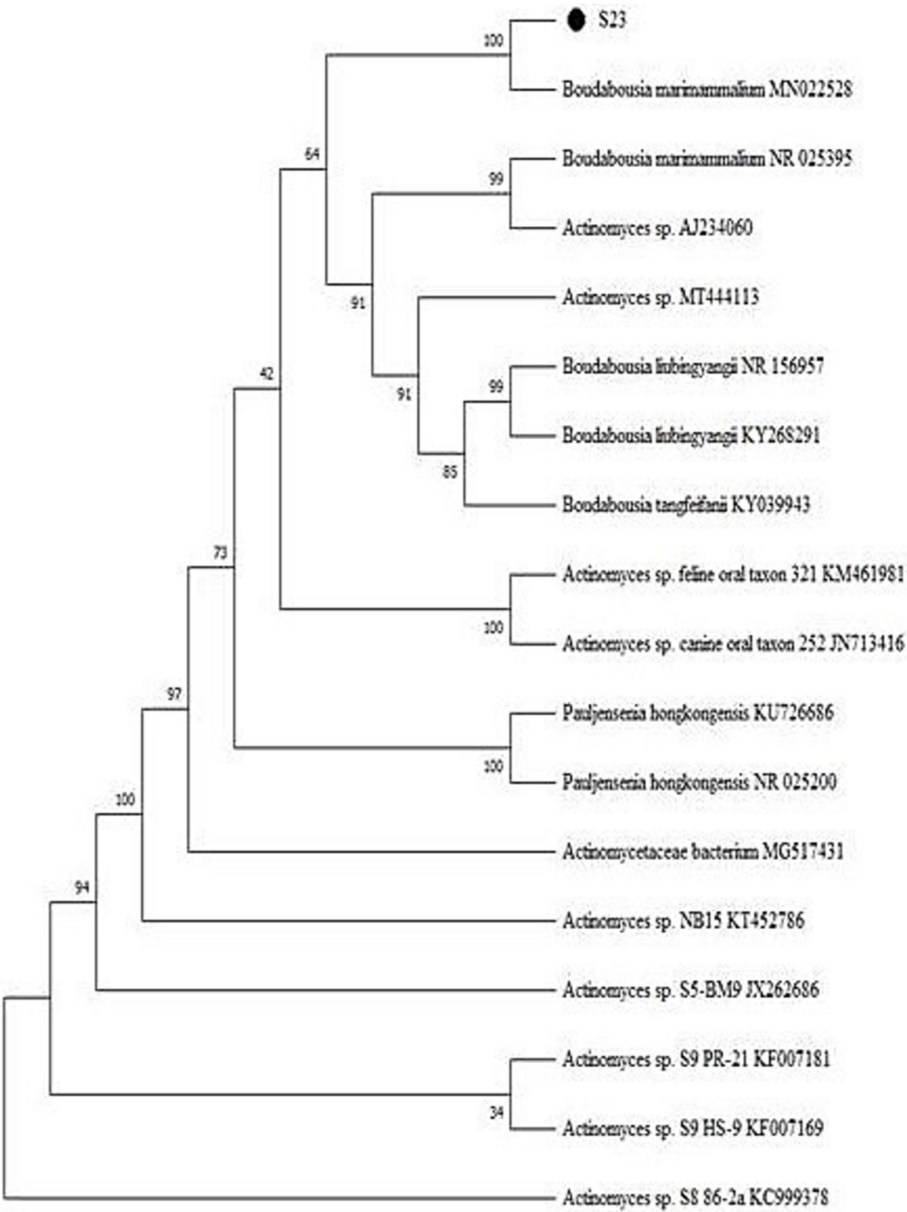 S23
100
Boudabousia marimammalium MN022528
64
Boudabousia marimammalium NR 025395
99
Actinomyces sp. AJ234060
91
Actinomyces sp. MT444113
42
91
Boudabousia liubingyangii NR 156957
99
Boudabousia liubingyangii KY268291
85
Boudabousia tangfeifanii KY039943
73
Actinomyces sp. feline oral taxon 321 KM461981
100
Actinomyces sp. canine oral taxon 252 JN713416
97
Pauljensenia hongkongensis KU726686
100
Pauljensenia hongkongensis NR 025200
100
Actinomycetaceae bacterium MG517431
94
Actinomyces sp. NB15 KT452786
Actinomyces sp. S5-BM9 JX262686
Actinomyces sp. S9 PR-21 KF007181
34
Actinomyces sp. S9 HS-9 KF007169
Actinomyces sp. S8 86-2a KC999378